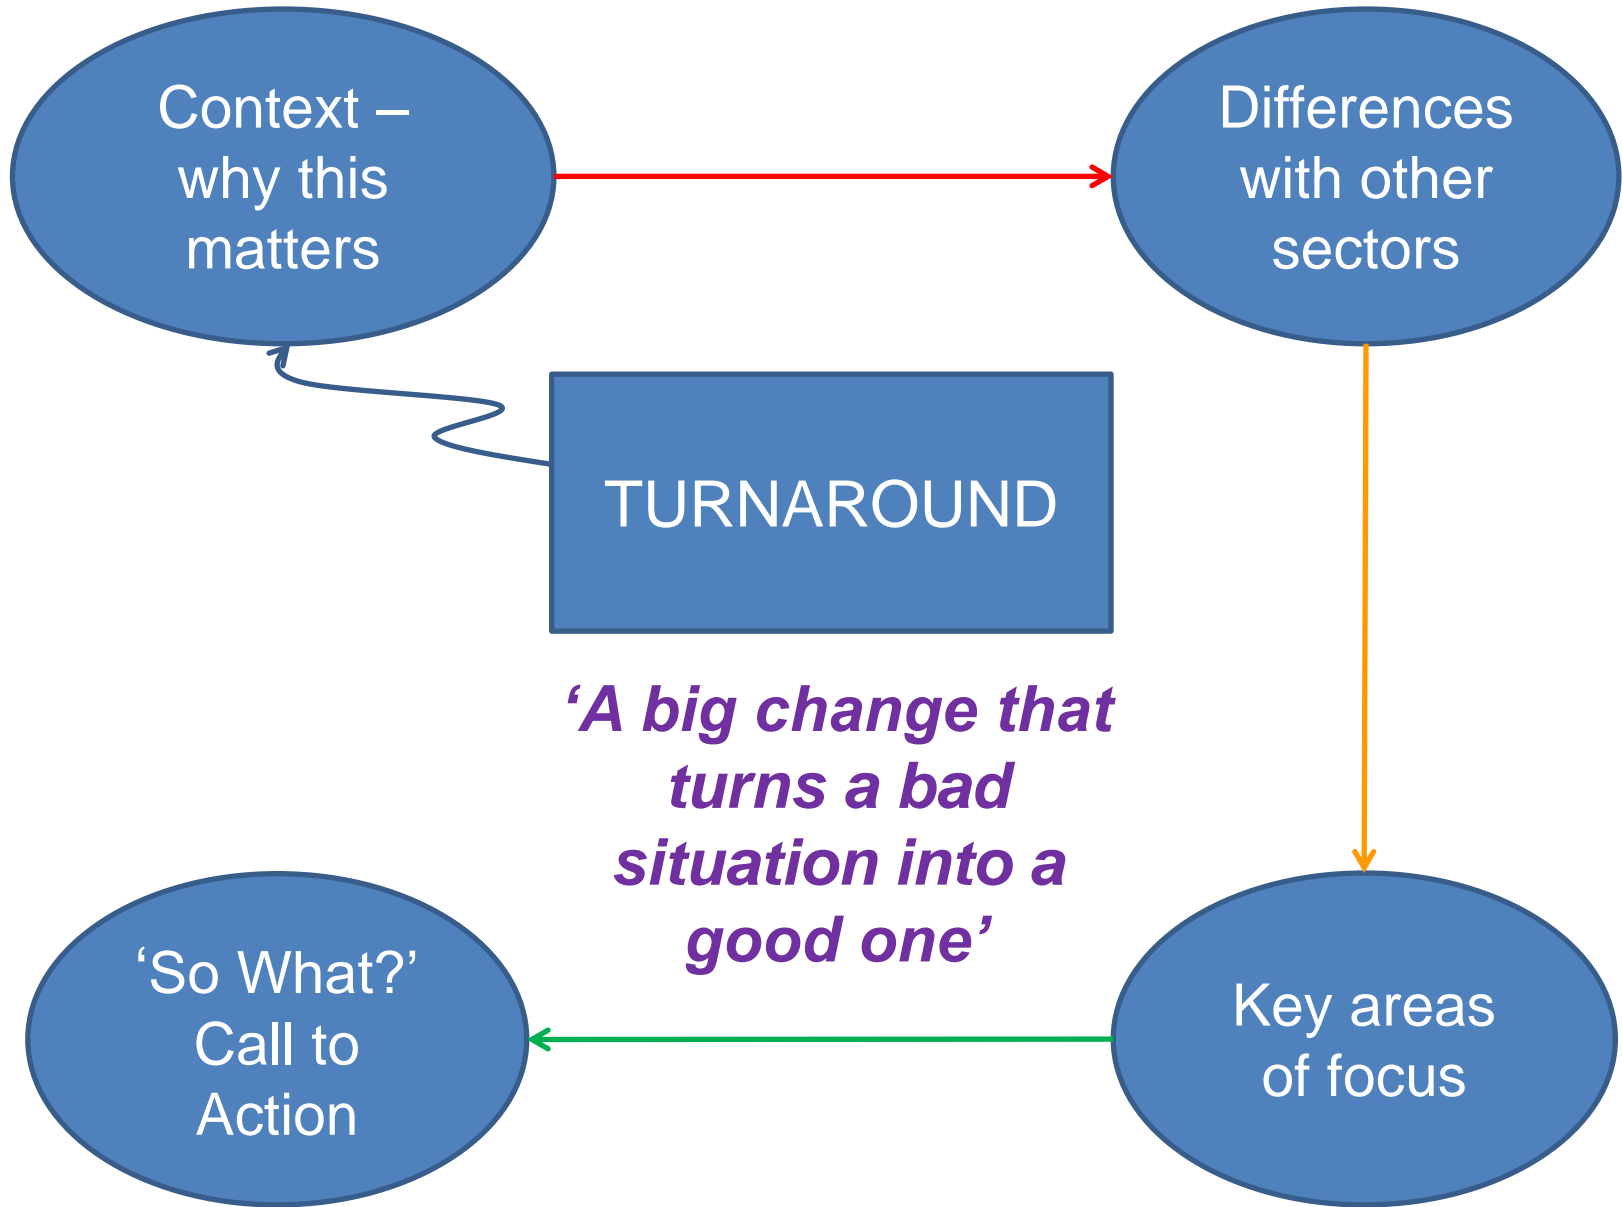 Context –
why this
matters
Differences
with other
sectors
TURNAROUND
‘A big change that
turns a bad
situation into a
good one’
‘So What?’
Call to
Action
Key areas
of focus